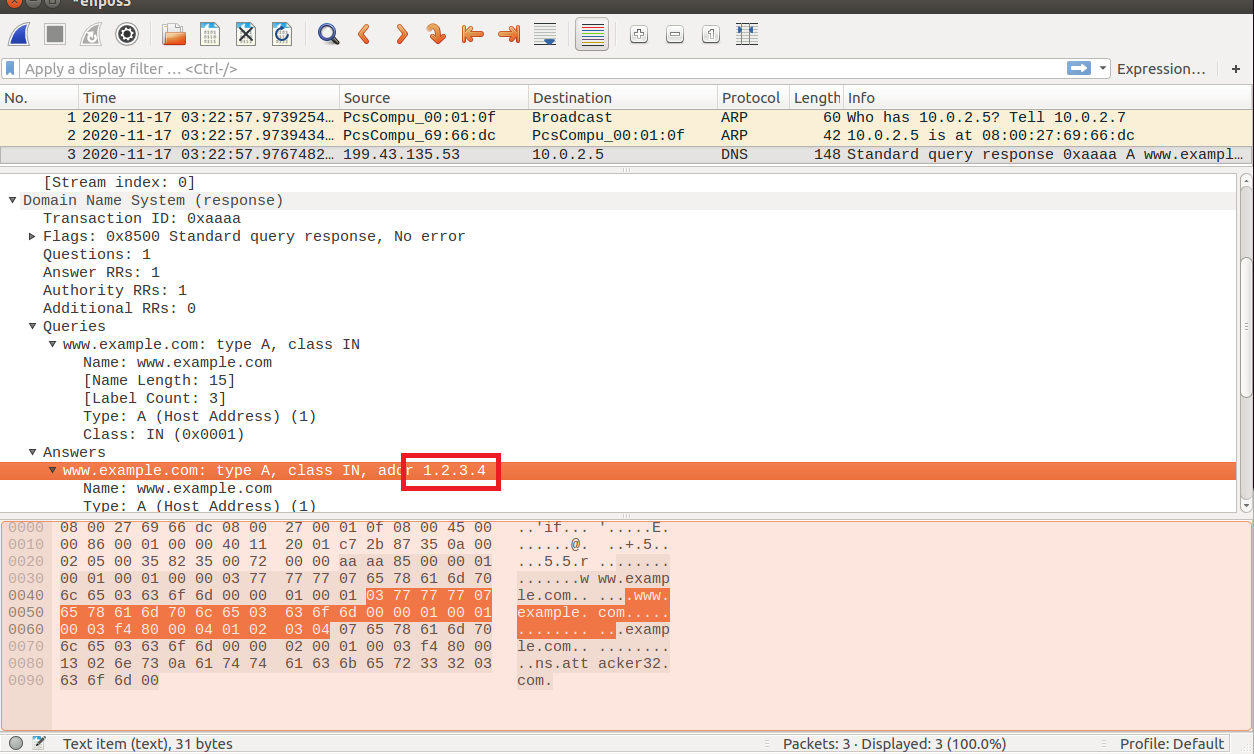 *enp0s3
Apply a display filter … <Ctrl-/> Expression… +
No. Time Source Destination Protocol Length Info
1 2020-11-17 03:22:57.9739254… PcsCompu_00:01:0f Broadcast ARP 60 Who has 10.0.2.5? Tell 10.0.2.7
2 2020-11-17 03:22:57.9739434… PcsCompu_69:66:dc PcsCompu_00:01:0f ARP 42 10.0.2.5 is at 08:00:27:69:66:dc
3 2020-11-17 03:22:57.9767482… 199.43.135.53 10.0.2.5 DNS 148 Standard query response 0xaaaa A www.exampl…
[Stream index: 0]
Domain Name System (response)
Transaction ID: 0xaaaa
Flags: 0x8500 Standard query response, No error
Questions: 1
Answer RRs: 1
Authority RRs: 1
Additional RRs: 0
Queries
www.example.com: type A, class IN
Name: www.example.com
[Name Length: 15]
[Label Count: 3]
Type: A (Host Address) (1)
Class: IN (0x0001)
Answers
www.example.com: type A, class IN, addr 1.2.3.4
Name: www.example.com
Type: A (Host Address) (1)
0000 08 00 27 69 66 dc 08 00 27 00 01 0f 08 00 45 00 ..'if... '.....E.
0010 00 86 00 01 00 00 40 11 20 01 c7 2b 87 35 0a 00 ......@. ..+.5..
0020 02 05 00 35 82 35 00 72 00 00 aa aa 85 00 00 01 ...5.5.r ........
0030 00 01 00 01 00 00 03 77 77 77 07 65 78 61 6d 70 .......w ww.examp
0040 6c 65 03 63 6f 6d 00 00 01 00 01 03 77 77 77 07 le.com.. ....www.
0050 65 78 61 6d 70 6c 65 03 63 6f 6d 00 00 01 00 01 example. com.....
0060 00 03 f4 80 00 04 01 02 03 04 07 65 78 61 6d 70 ........ ...examp
0070 6c 65 03 63 6f 6d 00 00 02 00 01 00 03 f4 80 00 le.com.. ........
0080 13 02 6e 73 0a 61 74 74 61 63 6b 65 72 33 32 03 ..ns.att acker32.
0090 63 6f 6d 00 com.
Text item (text), 31 bytes Packets: 3 · Displayed: 3 (100.0%) Profile: Default